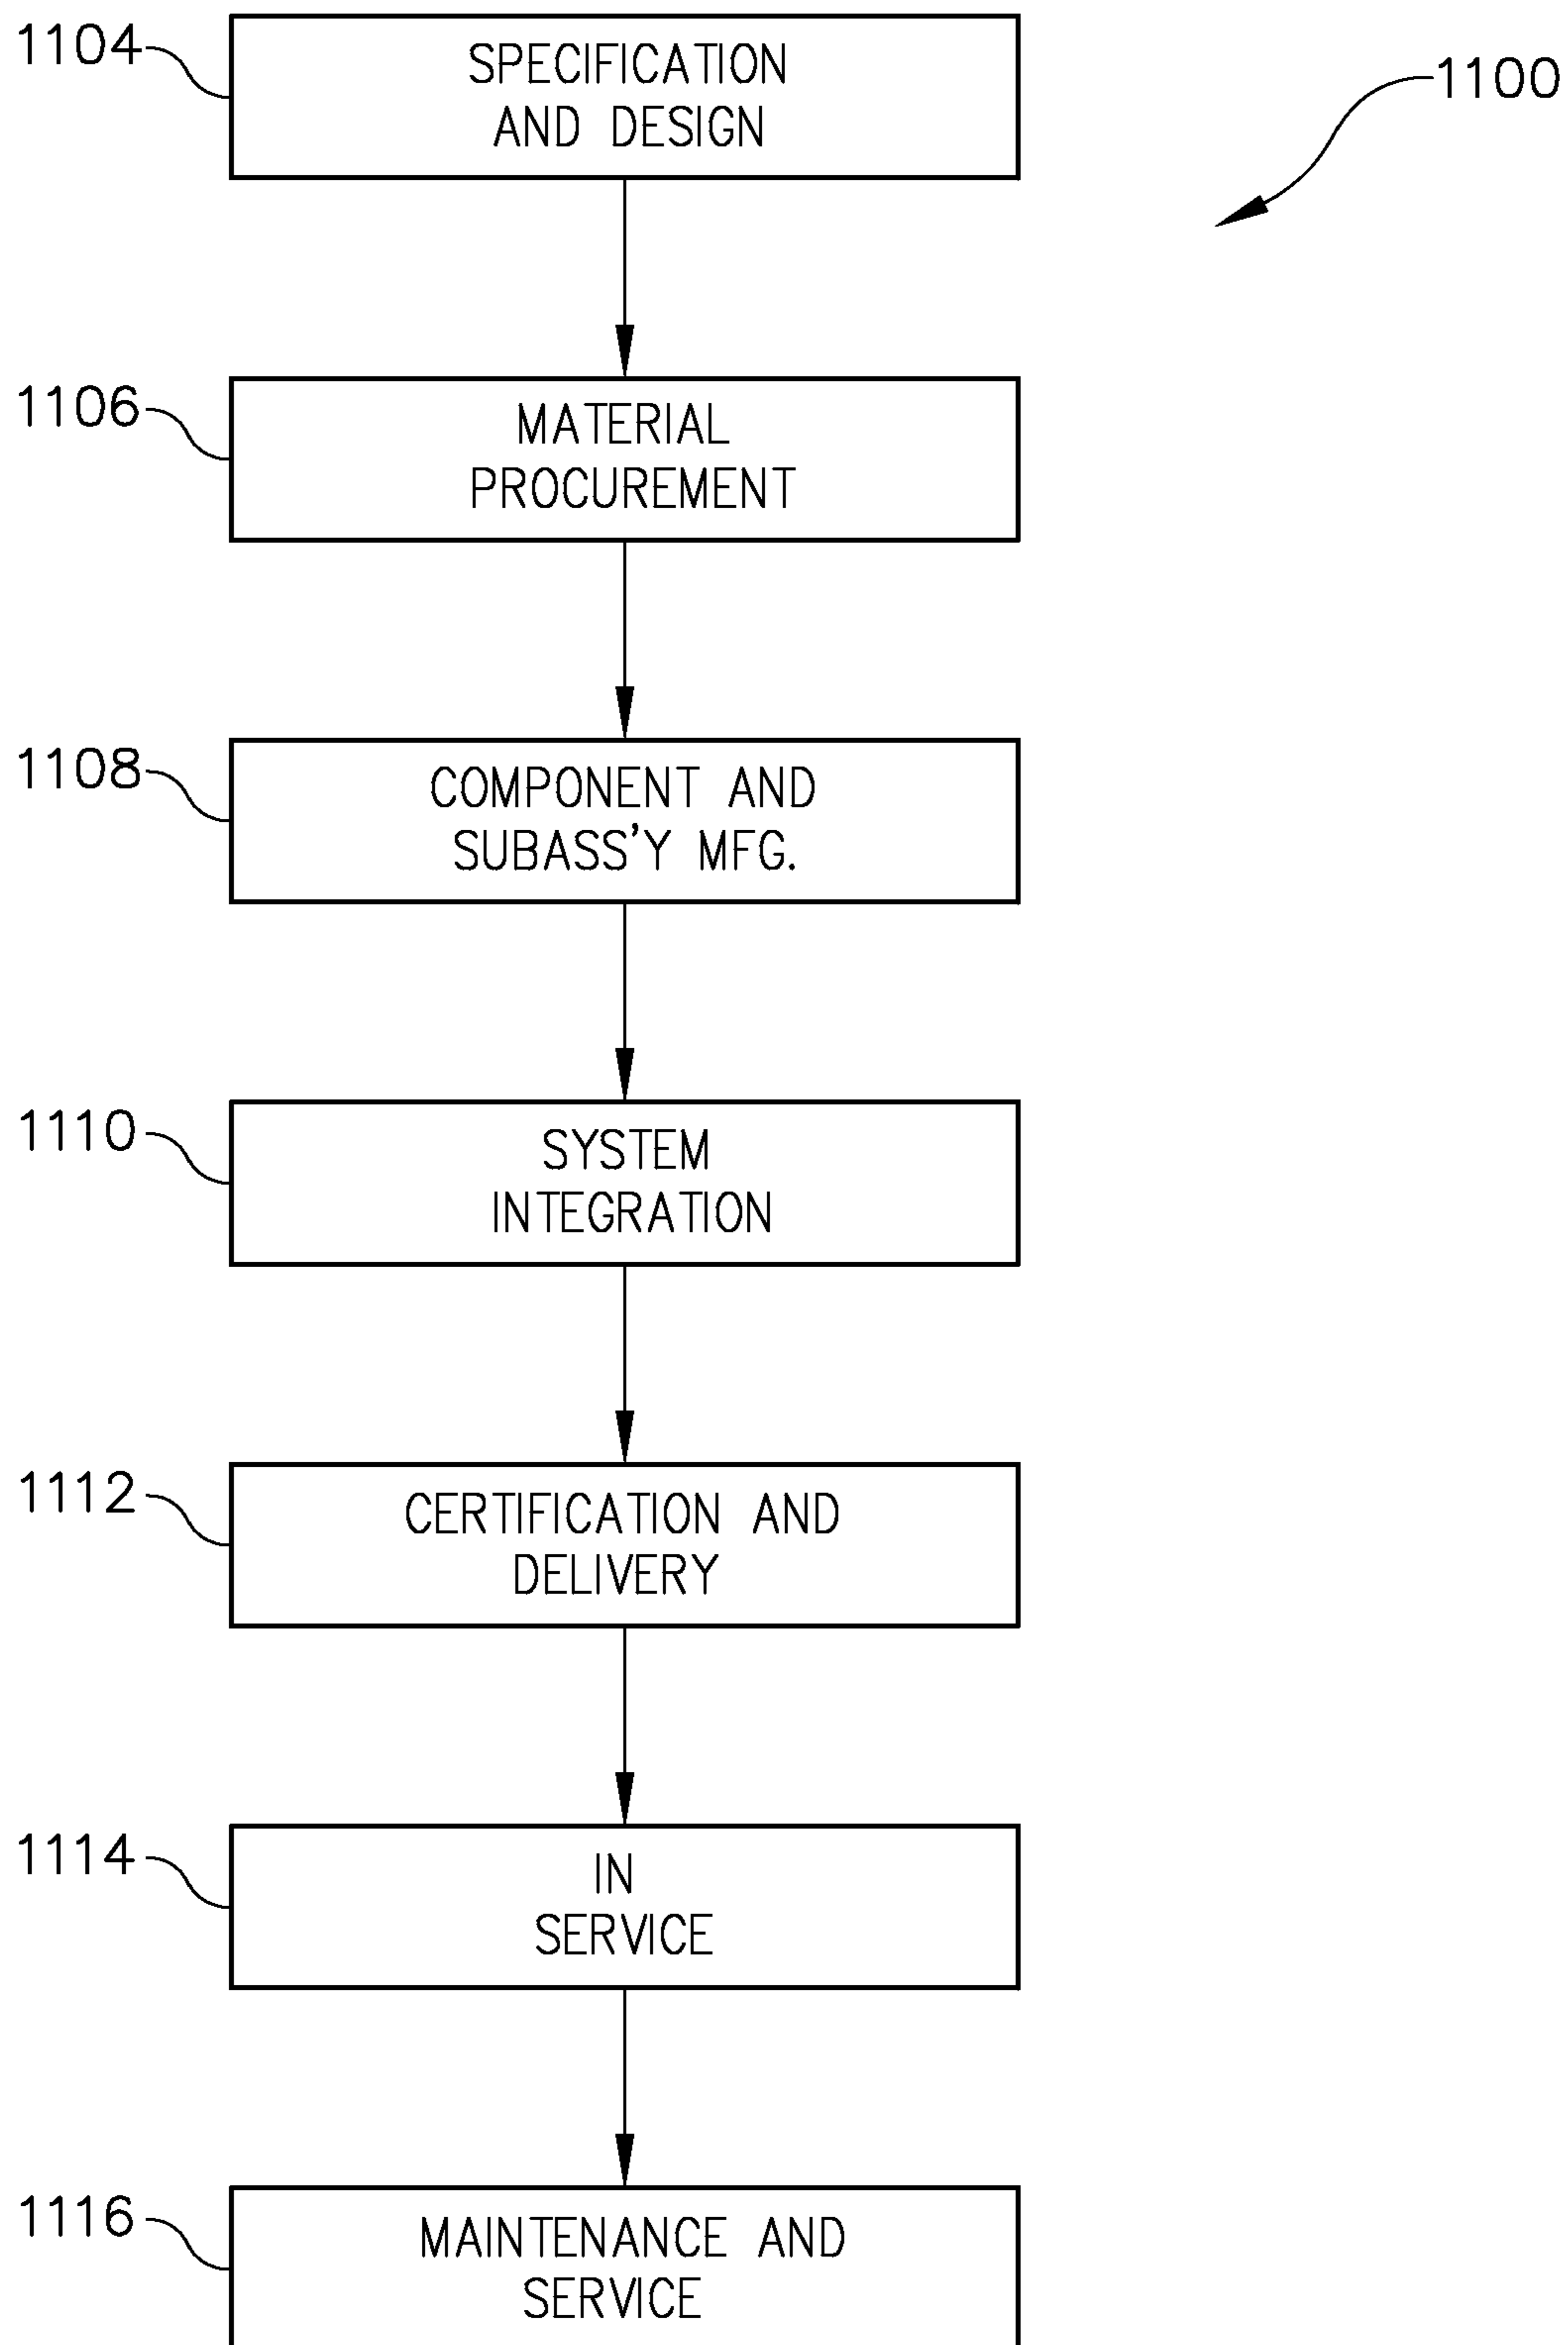 1104
SPECIFICATION
AND DESIGN
1100
1106
MATERIAL
PROCUREMENT
1108
COMPONENT AND
SUBASS'Y MFG.
1110
SYSTEM
INTEGRATION
1112
CERTIFICATION AND
DELIVERY
1114
IN
SERVICE
1116
MAINTENANCE AND
SERVICE